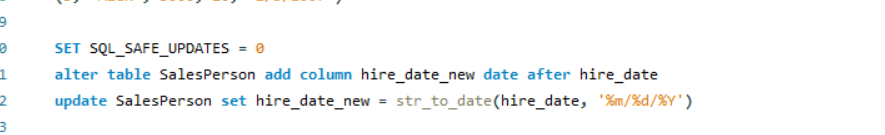 9
0 SET SQL_SAFE_UPDATES = 0
1 alter table SalesPerson add column hire_date_new date after hire_date
2 update SalesPerson set hire_date_new = str_to_date(hire_date, '%m/%d/%Y')
3